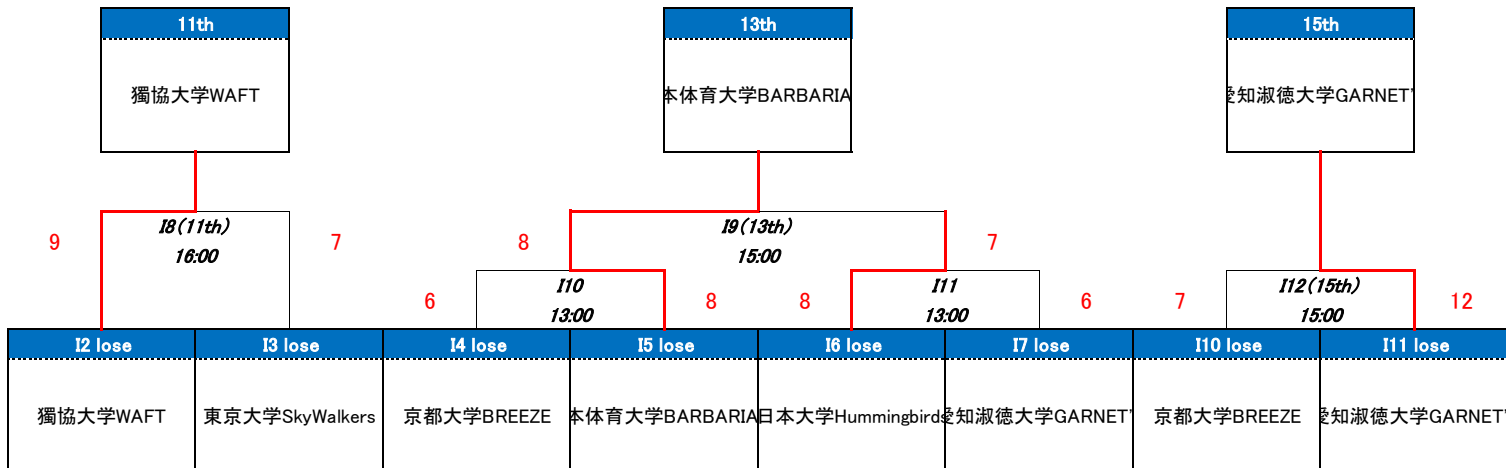 11th
13th
15th
獨協大学WAFT
本体育大学BARBARIA
愛知淑徳大学GARNET'
I8(11th)
16:00
9
7
I9(13th)
15:00
8
7
I10
13:00
6
8
I11
13:00
8
6
I12(15th)
15:00
7
12
I2 lose
I3 lose
I4 lose
I5 lose
I6 lose
I7 lose
I10 lose
I11 lose
獨協大学WAFT
東京大学SkyWalkers
京都大学BREEZE
本体育大学BARBARIA
日本大学Hummingbirds
愛知淑徳大学GARNET'
京都大学BREEZE
愛知淑徳大学GARNET'